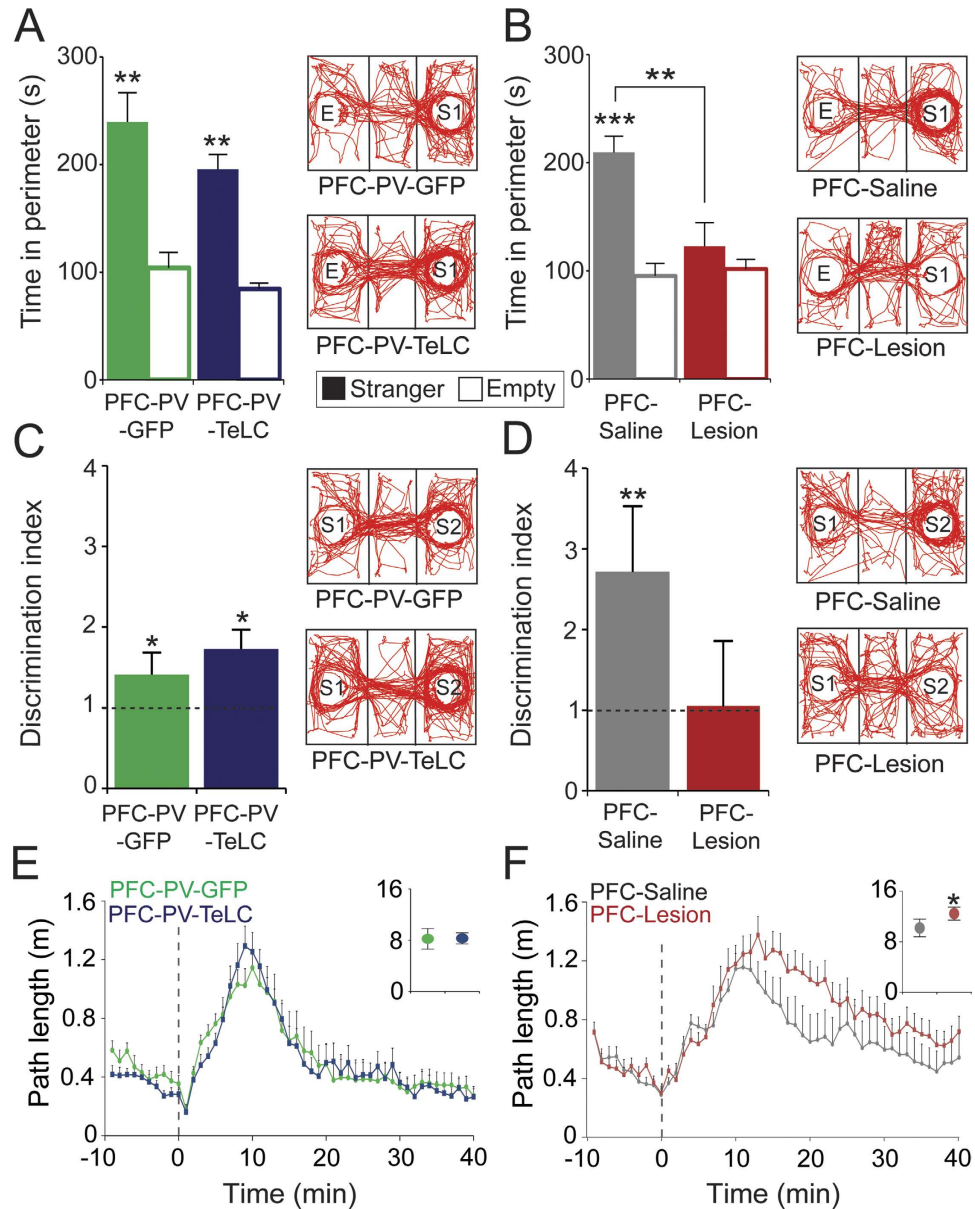 A
Time in perimeter (s)
300
200
100
0
**
**
PFC-PV
-GFP
PFC-PV
-TeLC
E
S1
PFC-PV-GFP
E
S1
PFC-PV-TeLC
Stranger
Empty
B
Time in perimeter (s)
300
200
100
0
***
**
PFC-
Saline
PFC-
Lesion
E
S1
PFC-Saline
E
S1
PFC-Lesion
C
Discrimination index
4
3
2
1
0
*
*
PFC-PV
-GFP
PFC-PV
-TeLC
S1
S2
PFC-PV-GFP
S1
S2
PFC-PV-TeLC
D
Discrimination index
4
3
2
1
0
**
PFC-
Saline
PFC-
Lesion
S1
S2
PFC-Saline
S1
S2
PFC-Lesion
E
PFC-PV-GFP
PFC-PV-TeLC
Path length (m)
1.6
1.2
0.8
0.4
0
-10
0
10
20
30
40
Time (min)
16
8
0
F
PFC-Saline
PFC-Lesion
Path length (m)
1.6
1.2
0.8
0.4
0
-10
0
10
20
30
40
Time (min)
16
8
0
*